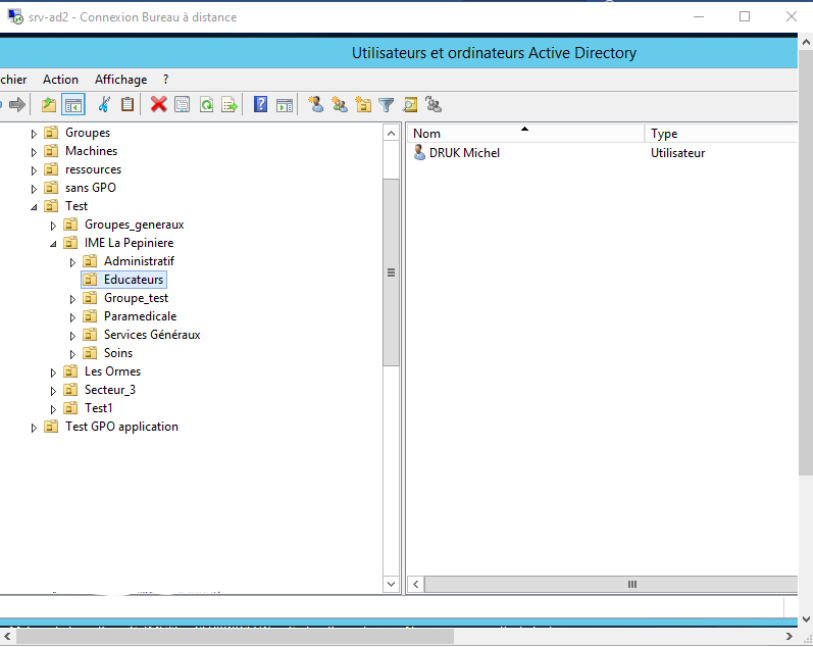 srv-ad2 - Connexion Bureau à distance
Utilisateurs et ordinateurs Active Directory
chier Action Affichage ?
Groupes
Machines
ressources
sans GPO
Test
Groupes_generaux
IME La Pepiniere
Administratif
Educateurs
Groupe_test
Paramedicale
Services Généraux
Soins
Les Ormes
Secteur_3
Test1
Test GPO application
Nom Type
DRUK Michel Utilisateur